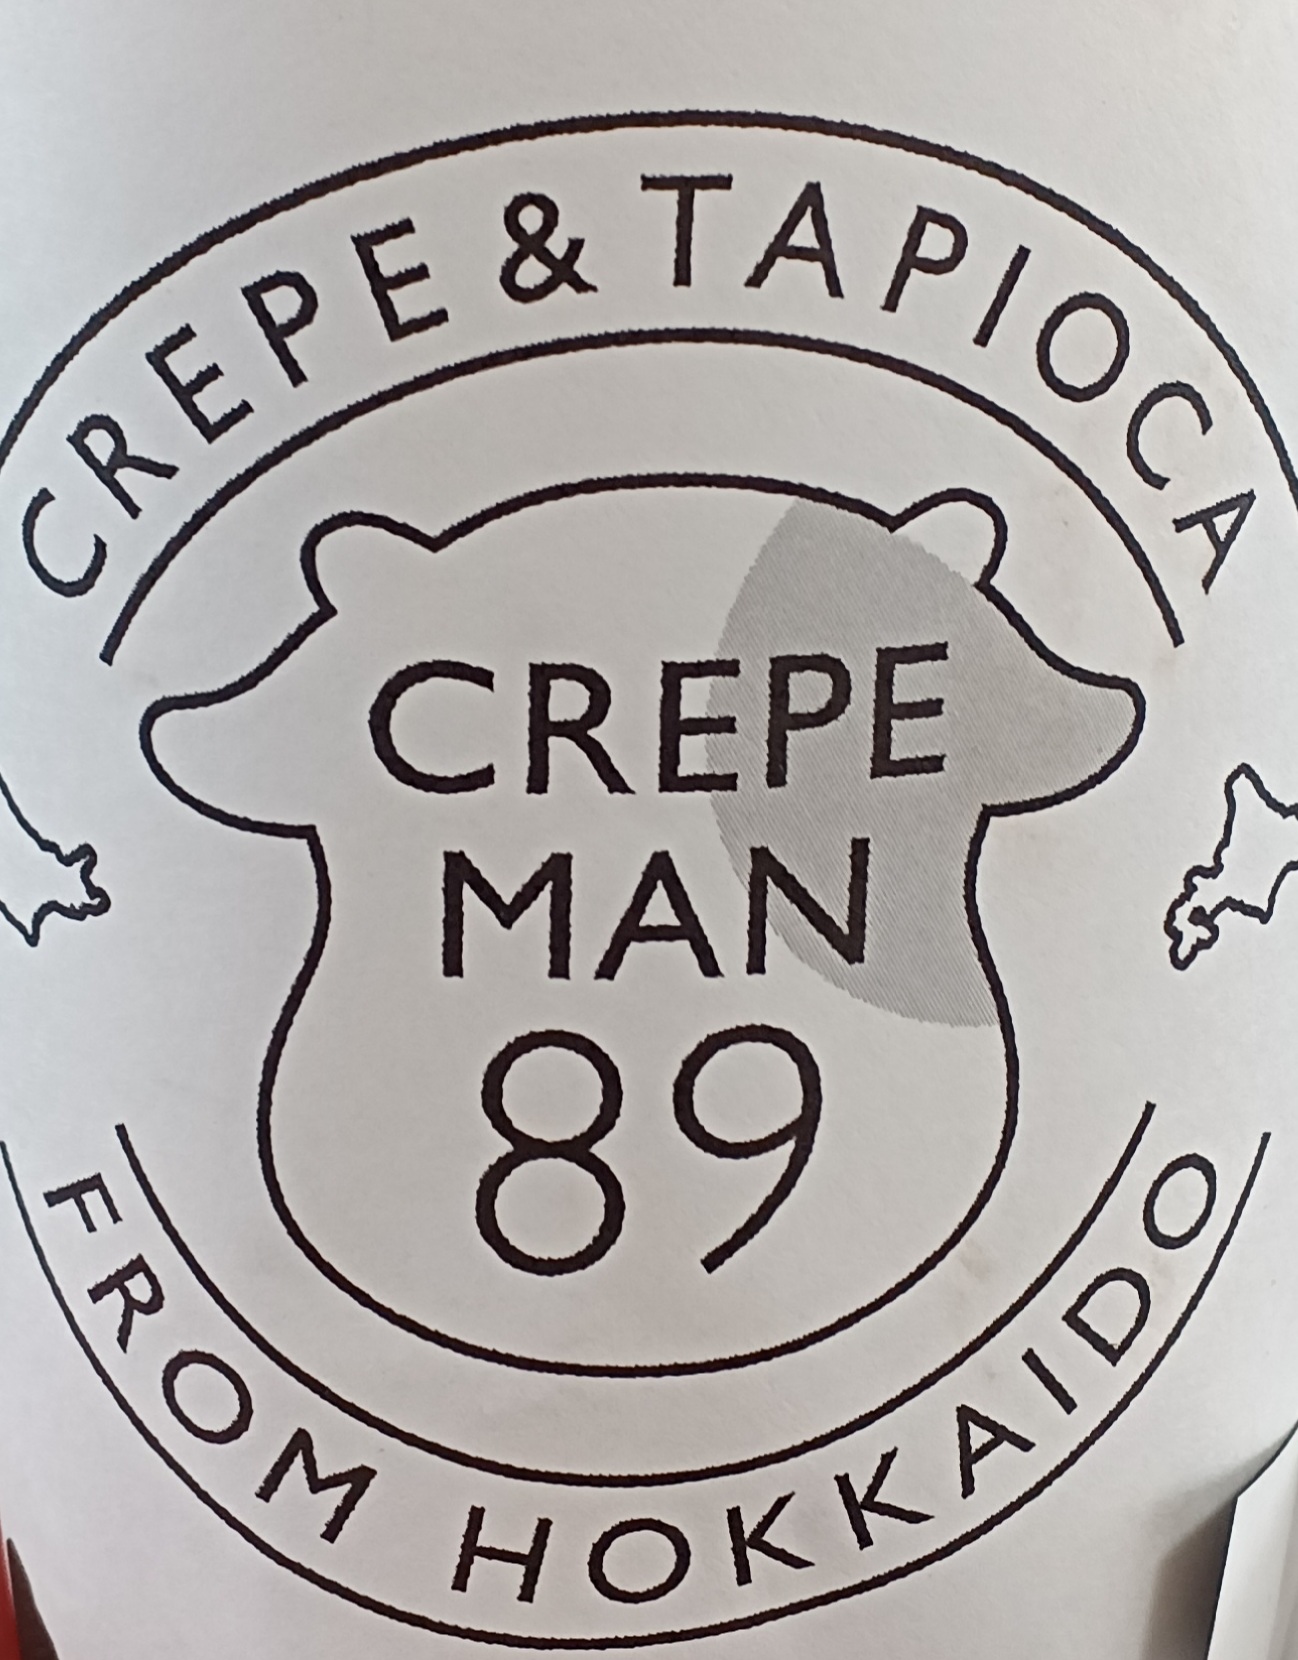 CREPE & TAPIOCA
CREPE
MAN
89
FROM HOKKAIDO